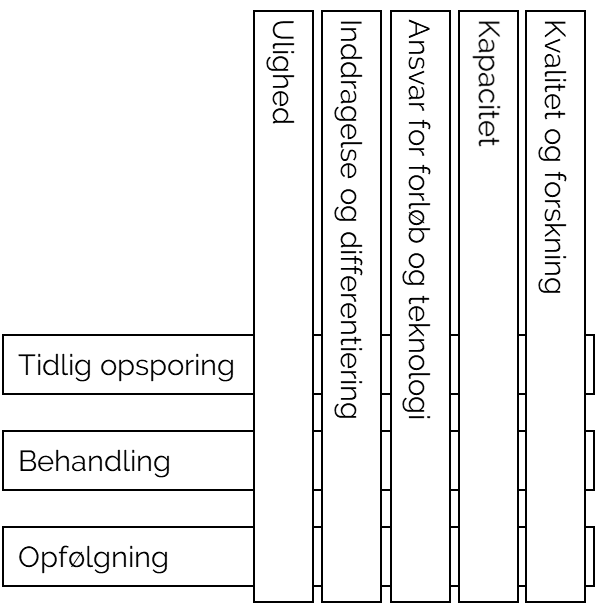 Ulighed
Inddragelse og differentiering
Ansvar for forløb og teknologi
Kapacitet
Kvalitet og forskning
Tidlig opsporing
Behandling
Opfølgning